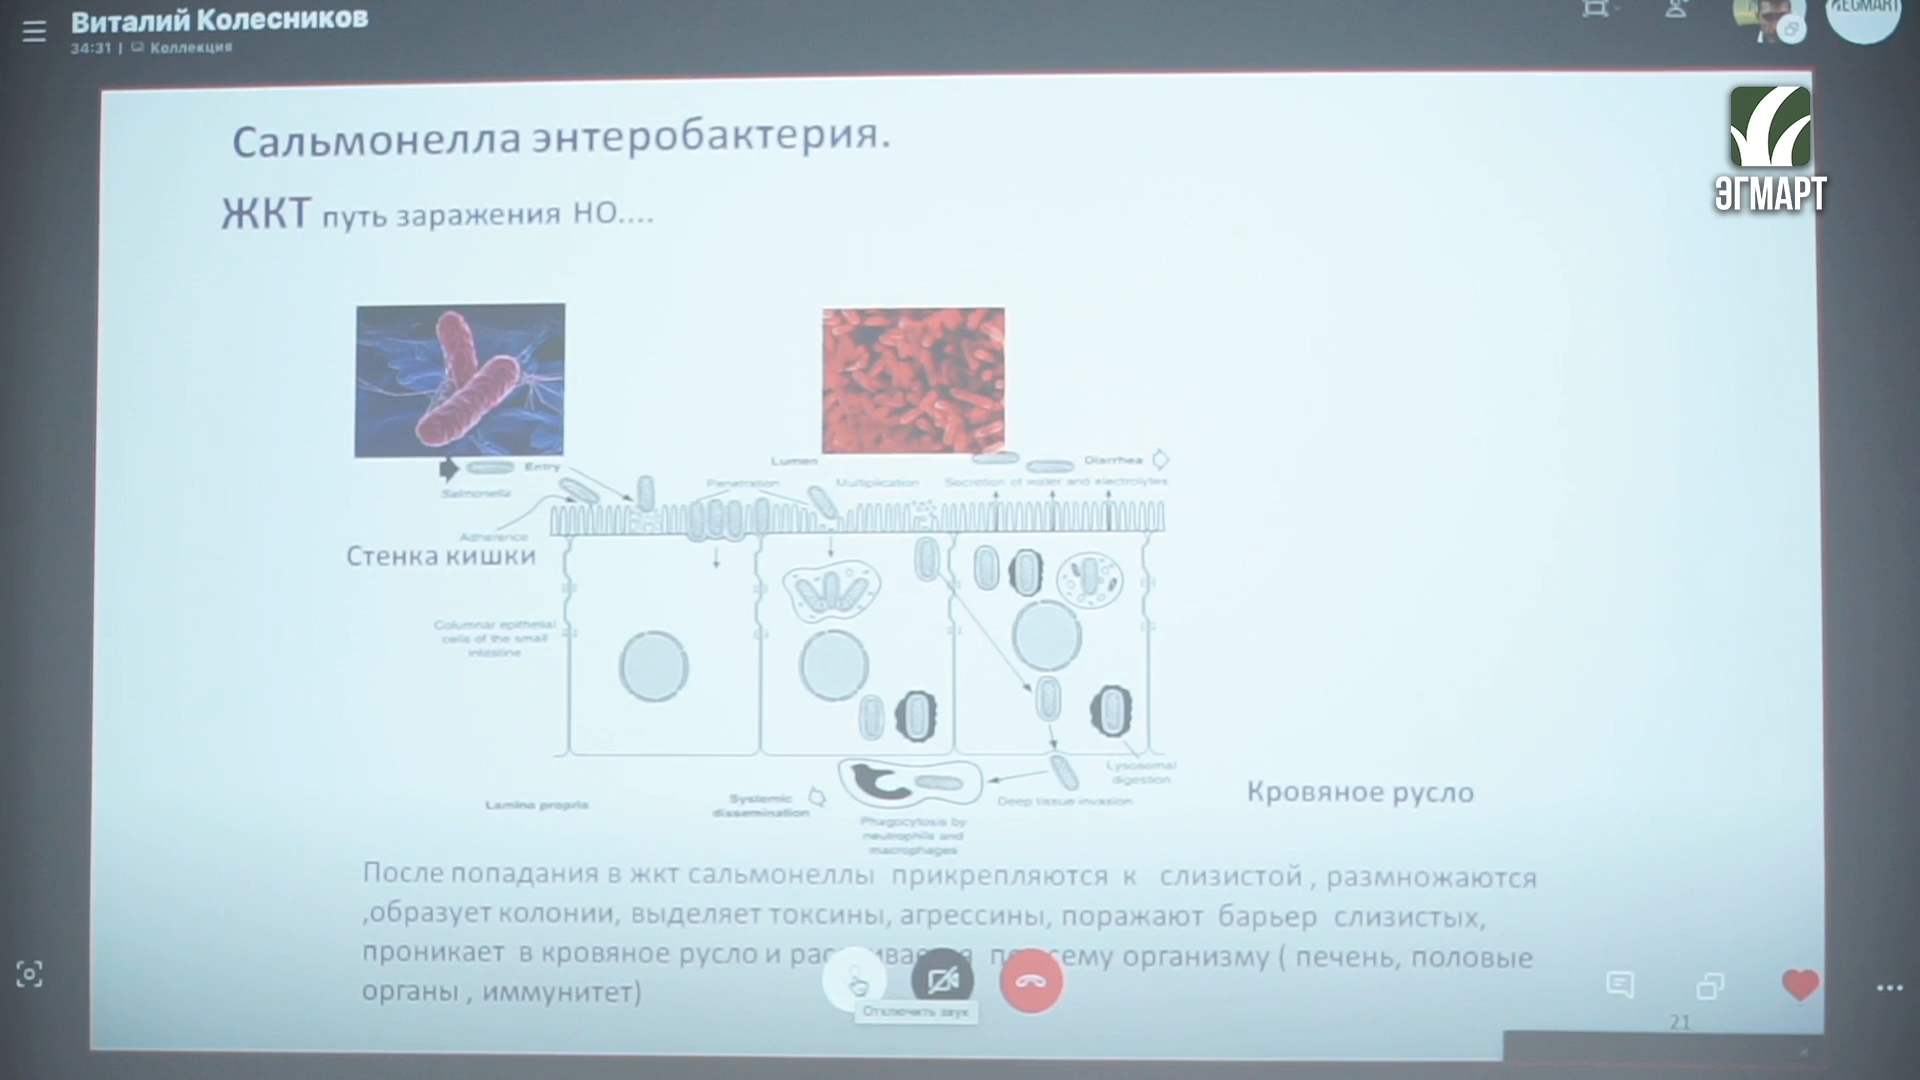 Виталий Колесников
34:31 | Коллекция
EGMART
ЭГМАРТ
Сальмонелла энтеробактерия.
ЖКТ путь заражения НО....
Lumen
Entry
Diarrhea
Salmonella
Penetration
Multiplication
Secretion of water and electrolytes
Adherence
Стенка кишки
Columnar epithelial
cells of the small
intestine
Lysosomal
digestion
Кровяное русло
Lamina propria
Systemic
dissemination
Deep tissue invasion
Phagocytosis by
neutrophils and
macrophages
После попадания в жкт сальмонеллы прикрепляются к слизистой , размножаются
,образует колонии, выделяет токсины, агрессины, поражают барьер слизистых,
проникает в кровяное русло и организму ( печень, половые
органы , иммунитет)
Отключить звук
21